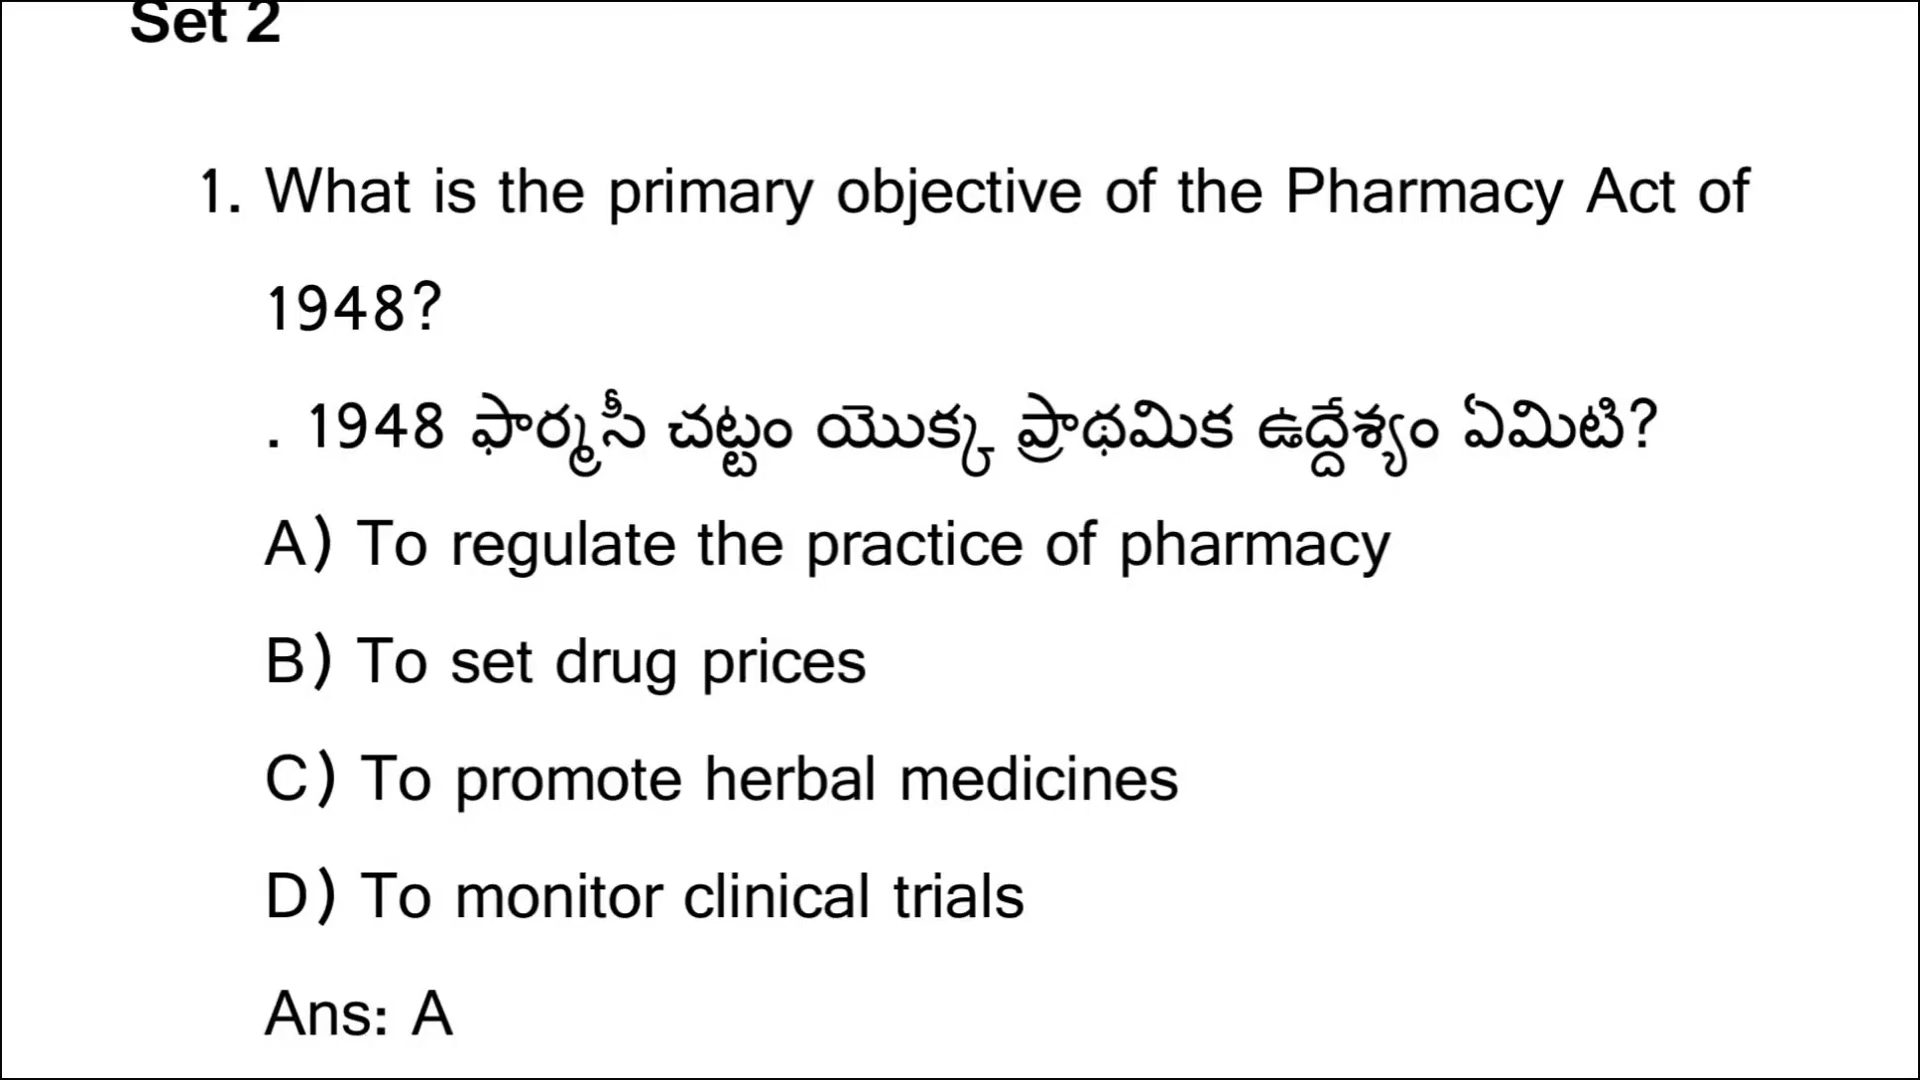 Set 2
1. What is the primary objective of the Pharmacy Act of
1948?
. 1948 ఫార్మసీ చట్టం యొక్క ప్రాథమిక ఉద్దేశ్యం ఏమిటి?
A) To regulate the practice of pharmacy
B) To set drug prices
C) To promote herbal medicines
D) To monitor clinical trials
Ans: A